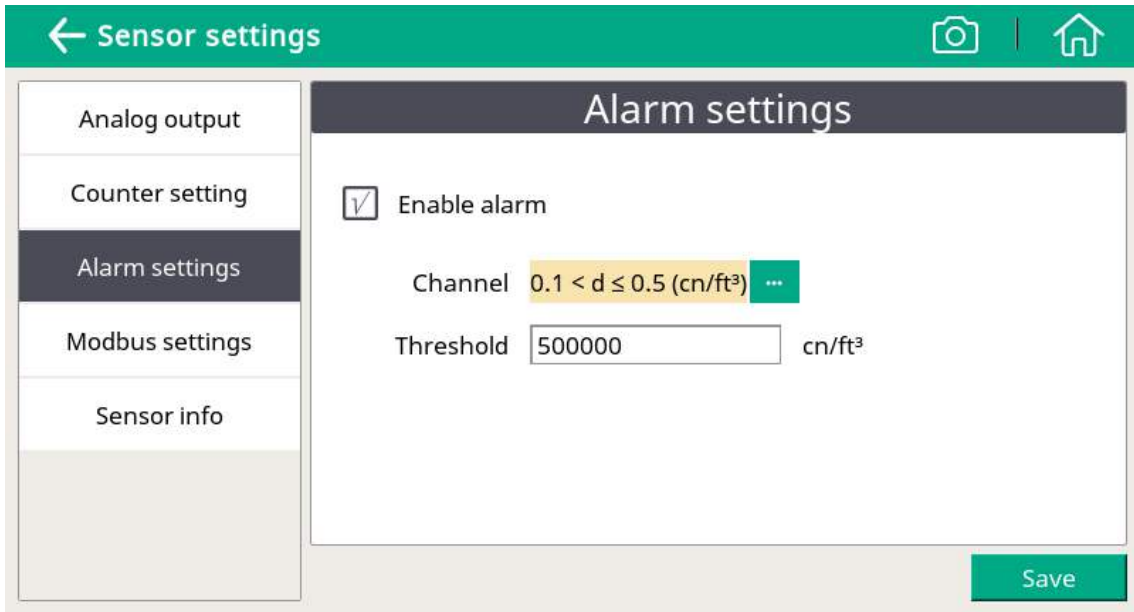 Sensor settings
Analog output
Counter setting
Alarm settings
Modbus settings
Sensor info
Alarm settings
√ Enable alarm
Channel 0.1 < d ≤ 0.5 (cn/ft³) ...
Threshold 500000 cn/ft³
Save